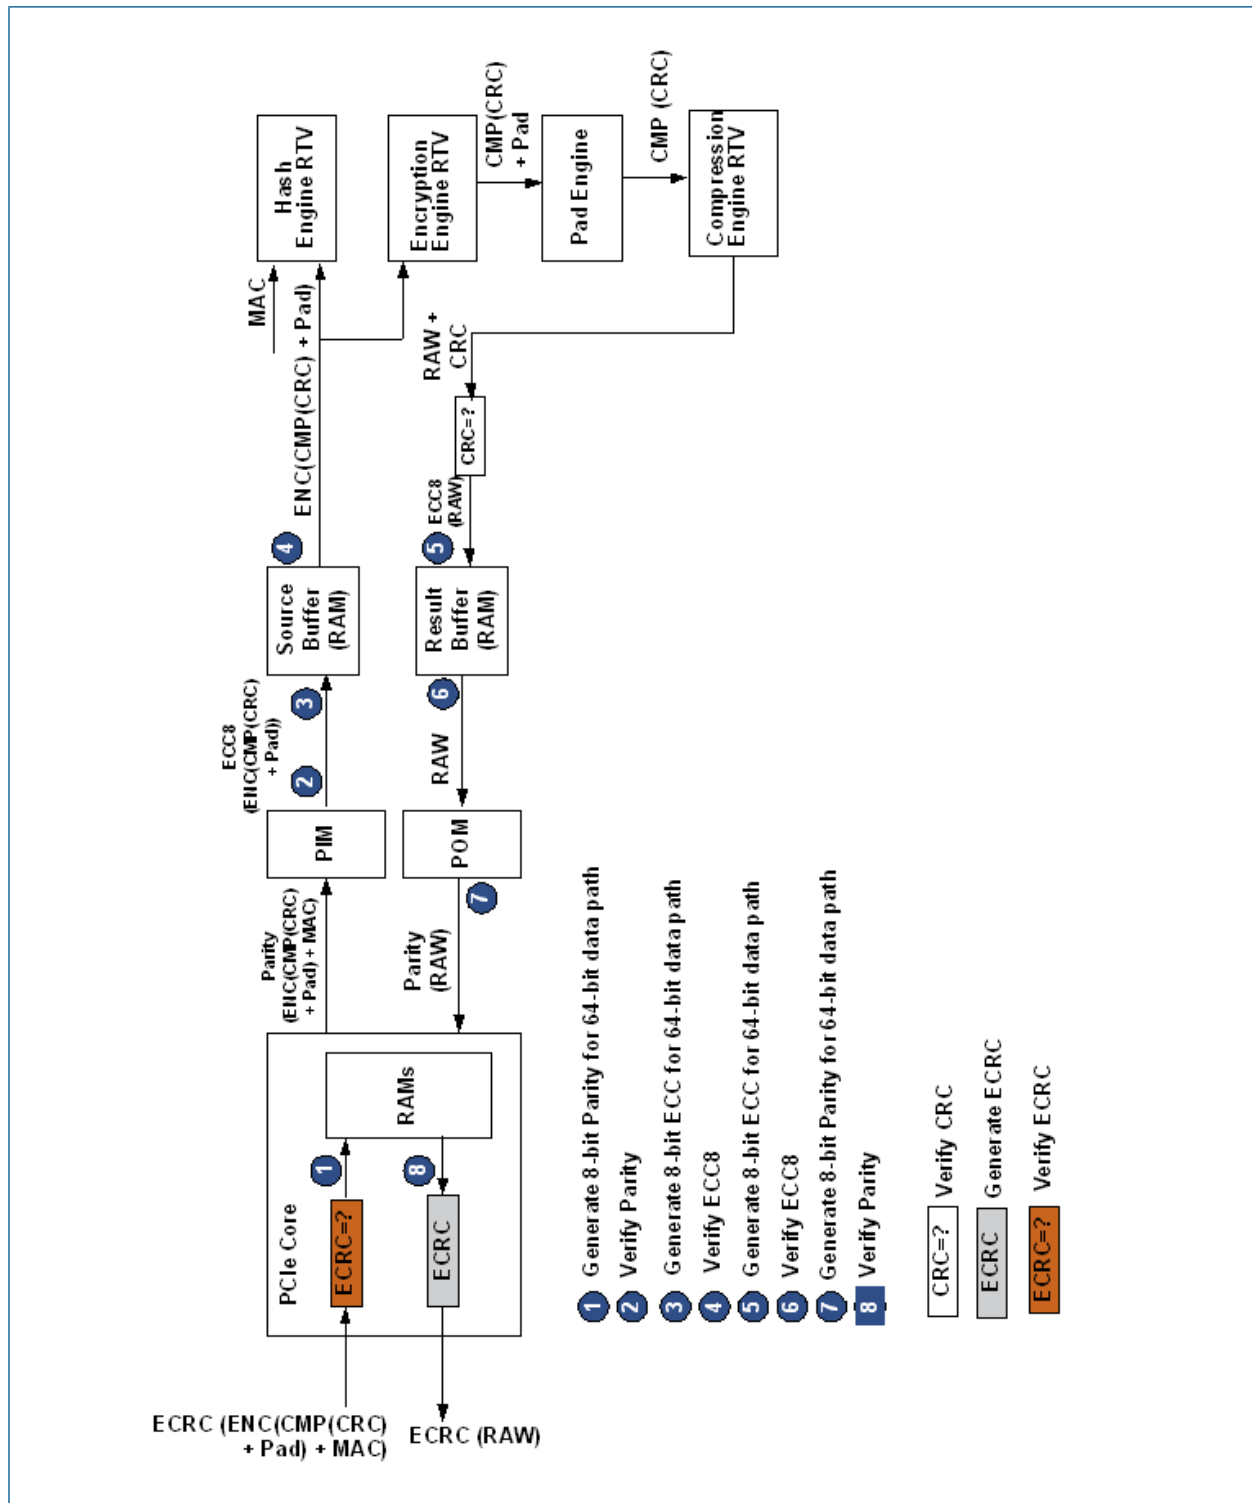 ECRC (ENC(CMP(CRC)
+ Pad) + MAC)
ECRC (RAW)
PCIe Core
ECRC=?
1
RAMs
8
ECRC
Parity
(ENC(CMP(CRC)
+ Pad) + MAC)
PIM
ECC8
(ENC(CMP(CRC)
+ Pad))
2
3
Source
Buffer
(RAM)
4
ENC(CMP(CRC) + Pad)
MAC
Hash
Engine RTV
Encryption
Engine RTV
CMP(CRC)
+ Pad
Pad Engine
CMP (CRC)
Compression
Engine RTV
RAW +
CRC
CRC=?
ECC8
(RAW)
5
Result
Buffer
(RAM)
6
RAW
POM
7
Parity
(RAW)
1 Generate 8-bit Parity for 64-bit data path
2 Verify Parity
3 Generate 8-bit ECC for 64-bit data path
4 Verify ECC8
5 Generate 8-bit ECC for 64-bit data path
6 Verify ECC8
7 Generate 8-bit Parity for 64-bit data path
8 Verify Parity
CRC=? Verify CRC
ECRC Generate ECRC
ECRC=? Verify ECRC